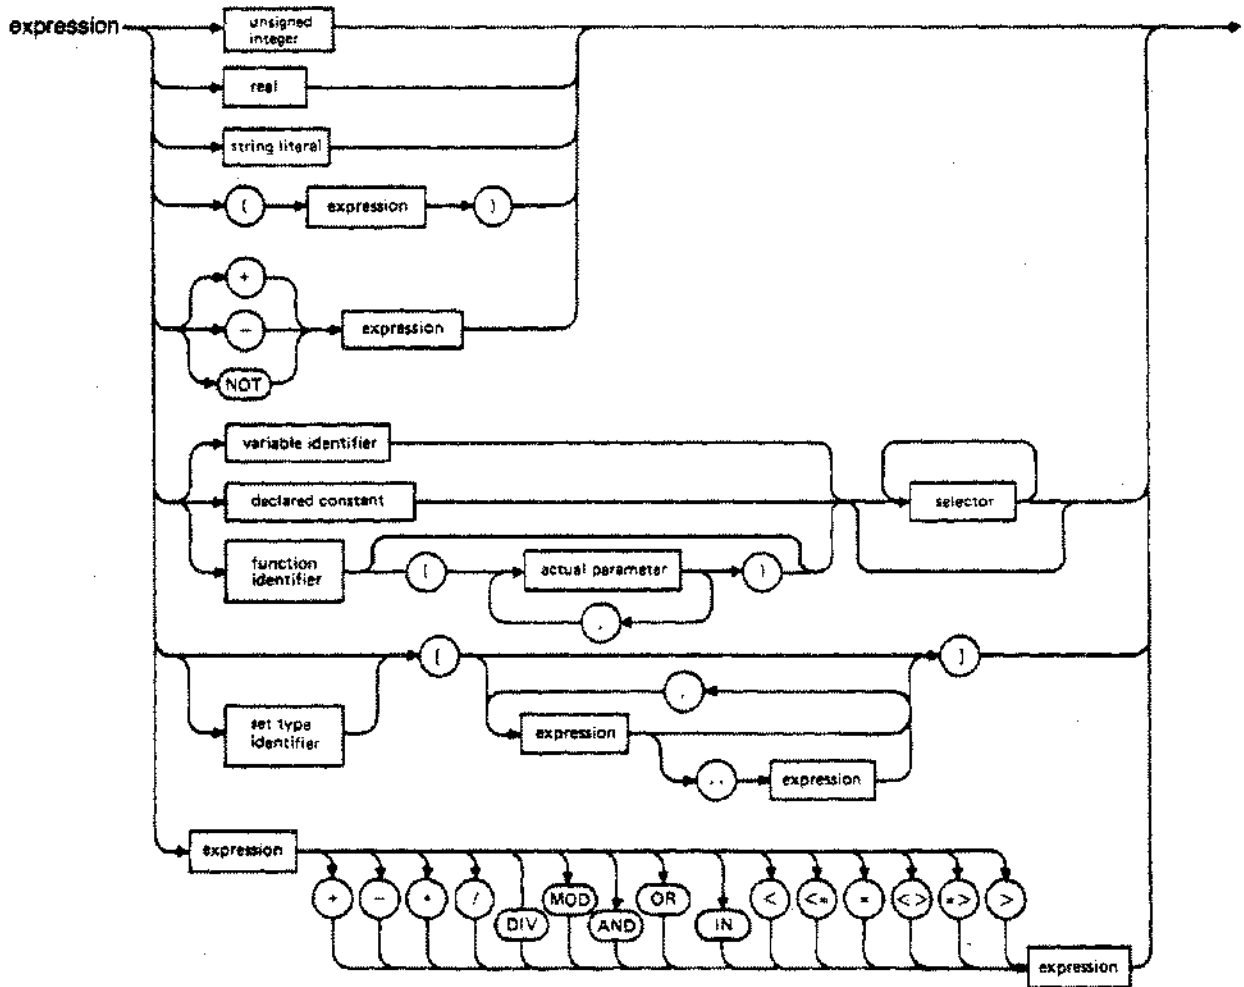 expression
unsigned
integer
real
string literal
( expression )
+
-
expression
NOT
variable identifier
declared constant
selector
function
identifier
( actual parameter )
,
[ ]
,
set type
identifier
expression
.. expression
expression
+ - * / MOD OR < <= = <> => >
DIV AND IN
expression